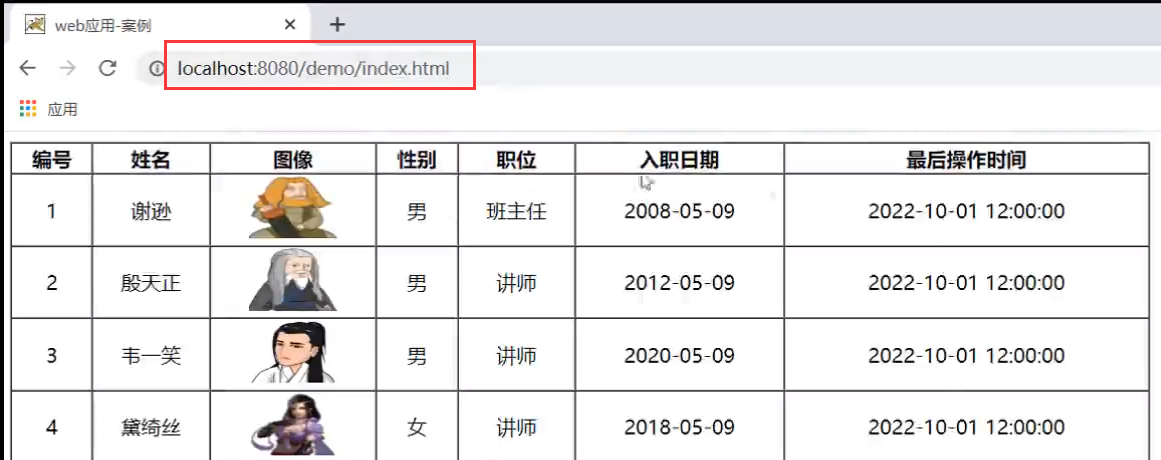 web应用-案例
localhost:8080/demo/index.html
应用
编号 姓名 图像 性别 职位 入职日期 最后操作时间
1 谢逊 男 班主任 2008-05-09 2022-10-01 12:00:00
2 殷天正 男 讲师 2012-05-09 2022-10-01 12:00:00
3 韦一笑 男 讲师 2020-05-09 2022-10-01 12:00:00
4 黛绮丝 女 讲师 2018-05-09 2022-10-01 12:00:00